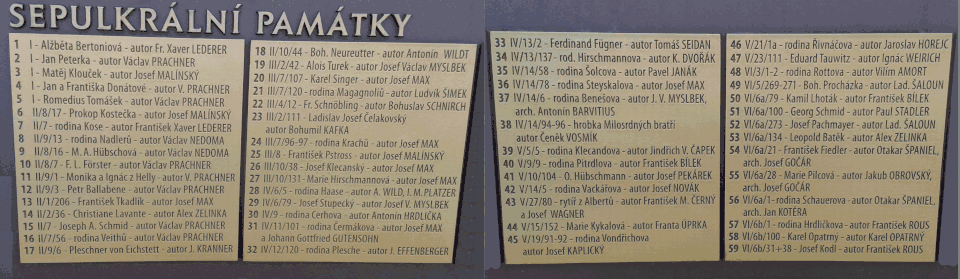 SEPULKRÁLNÍ PAMÁTKY
1 I - Alžběta Bertoniová - autor Fr. Xaver LEDERER
2 I - Jan Peterka - autor Václav PRACHNER
3 I - Matěj Klouček - autor Josef MALÍNSKÝ
4 I - Jan a Františka Donátové - autor V. PRACHNER
5 I - Romedius Tomášek - autor Václav PRACHNER
6 II/8/17 - Prokop Kostečka - autor Josef MALÍNSKÝ
7 II/7 - rodina Kose - autor František Xaver LEDERER
8 II/9/13 - rodina Nadlerů - autor Václav NEDOMA
9 II/8/16 - M. A. Hübschová - autor Václav NEDOMA
10 II/8/7 - F. L. Förster - autor Václav PRACHNER
11 II/9/1 - Monika a Ignác z Helly - autor V. PRACHNER
12 II/9/3 - Petr Ballabene - autor Václav PRACHNER
13 II/1/206 - František Tkadlík - autor Josef MAX
14 II/2/36 - Christiane Lavante - autor Alex ZELINKA
15 II/7 - Joseph A. Schmid - autor Václav PRACHNER
16 II/7/56 - rodina Veithů - autor Václav PRACHNER
17 II/9/6 - Pleschner von Eichstett - autor J. KRANNER
18 II/10/44 - Boh. Neureutter - autor Antonín WILDT
19 II/2/42 - Alois Turek - autor Josef Václav MYSLBEK
20 III/7/107 - Karel Singer - autor Josef MAX
21 III/7/120 - rodina Magagnoliů - autor Ludvík ŠIMEK
22 III/4/12 - Fr. Schnöbling - autor Bohuslav SCHNIRCH
23 III/2/111 - Ladislav Josef Čelakovský
autor Bohumil KAFKA
24 III/7/96-97 - rodina Krachů - autor Josef MAX
25 III/8 - František Pstross - autor Josef MALÍNSKÝ
26 III/10/38 - Josef Klecanský - autor Josef MAX
27 III/10/131 - Marie Hirschmannová - autor Josef MAX
28 IV/6/5 - rodina Haase - autor A. WILD, J. M. PLATZER
29 IV/6/79 - Josef Stupecký - autor Josef V. MYSLBEK
30 IV/9 - rodina Cerhova - autor Antonín HRDLIČKA
31 IV/11/101 - rodina Čermákova - autor Josef MAX
a Johann Gottfried GUTENSOHN
32 IV/12/120 - rodina Plesche - autor J. EFFENBERGER
33 IV/13/2 - Ferdinand Fügner - autor Tomáš SEIDAN
34 IV/13/137 - rod. Hirschmannova - autor K. DVOŘÁK
35 IV/14/58 - rodina Šolcova - autor Pavel JANÁK
36 IV/14/78 - rodina Steyskalova - autor Josef MAX
37 IV/14/6 - rodina Benešova - autor J. V. MYSLBEK,
arch. Antonín BARVITIUS
38 IV/14/94-96 - hrobka Milosrdných bratří
autor Čeněk VOSMÍK
39 V/5/5 - rodina Klecandova - autor Jindřich V. ČAPEK
40 V/9/9 - rodina Pitrdlova - autor František BÍLEK
41 V/10/104 - O. Hübschmann - autor Josef PEKÁREK
42 V/14/5 - rodina Vackářova - autor Josef NOVÁK
43 V/27/80 - rytíř z Albertů - autor František M. ČERNÝ
a Josef WAGNER
44 V/15/152 - Marie Kykalová - autor Franta ÚPRKA
45 V/19/91-92 - rodina Vondřichova
autor Josef KAPLICKÝ
46 V/21/1a - rodina Řivnáčova - autor Jaroslav HOREJC
47 V/23/111 - Eduard Tauwitz - autor Ignác WEIRICH
48 VI/3/1-2 - rodina Rottova - autor Vilím AMORT
49 VI/5/269-271 - Boh. Procházka - autor Lad. ŠALOUN
50 VI/6a/79 - Kamil Lhoták - autor František BÍLEK
51 VI/6a/100 - Georg Schmid - autor Paul STADLER
52 VI/6a/273 - Josef Pachmayer - autor Lad. ŠALOUN
53 VI/6a/134 - Leopold Batěk - autor Alex ZELINKA
54 VI/6a/21 - František Fiedler - autor Otakar ŠPANIEL,
arch. Josef GOČÁR
55 VI/6a/28 - Marie Pilcová - autor Jakub OBROVSKÝ,
arch. Josef GOČÁR
56 VI/6a/1 - rodina Schauerova - autor Otakar ŠPANIEL,
arch. Jan KOTĚRA
57 VI/6b/1 - rodina Hrdličkova - autor František ROUS
58 VI/6b/100 - Karel Opatrný - autor Karel OPATRNÝ
59 VI/6b/31+38 - Josef Kodl - autor František ROUS